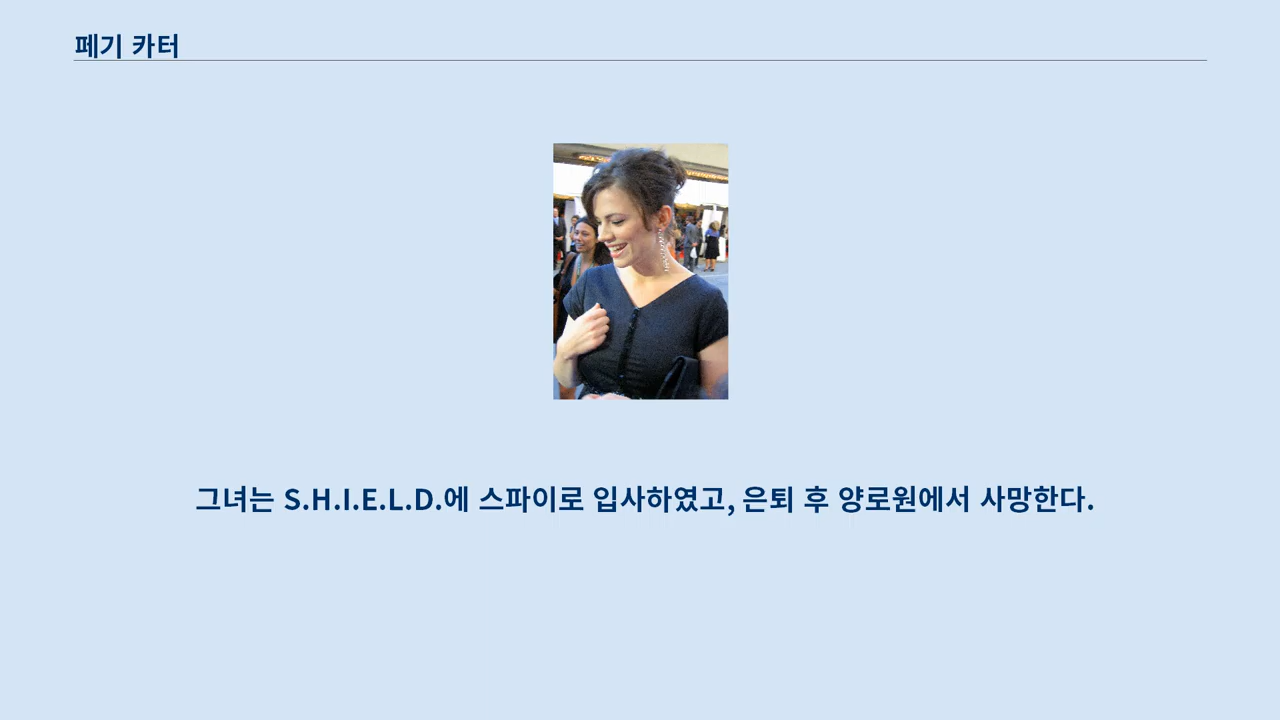 페기 카터
그녀는 S.H.I.E.L.D.에 스파이로 입사하였고, 은퇴 후 양로원에서 사망한다.